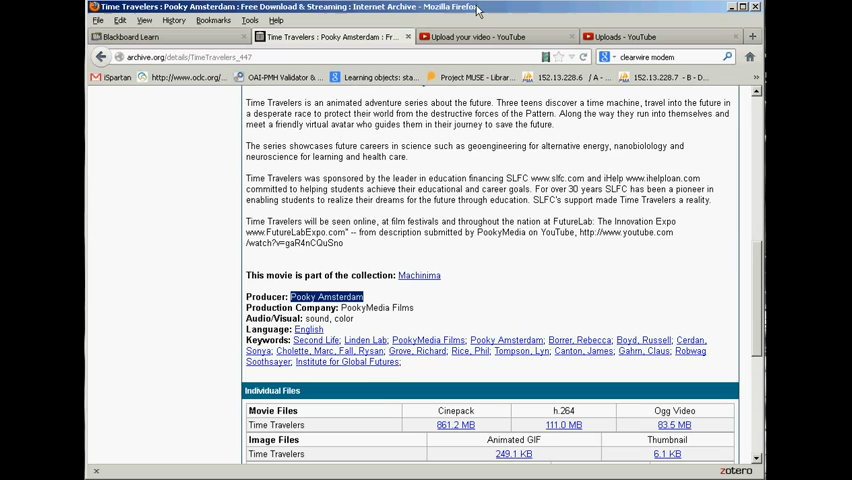 Time Travelers : Pooky Amsterdam : Free Download & Streaming : Internet Archive - Mozilla Firefox
File Edit View History Bookmarks Tools Help
Blackboard Learn Time Travelers : Pooky Amsterdam : Fr... Upload your video - YouTube Uploads - YouTube
archive.org/details/TimeTravelers_447 clearwire modem
iSpartan http://www.oclc.org/... OAI-PMH Validator &... Learning objects: sta... Project MUSE - Librar... 152.13.228.6 / A - ... 152.13.228.7 - B - D...
Time Travelers is an animated adventure series about the future. Three teens discover a time machine, travel into the future in
a desperate race to protect their world from the destructive forces of the Pattern. Along the way they run into themselves and
meet a friendly virtual avatar who guides them in their journey to save the future.
The series showcases future careers in science such as geoengineering for alternative energy, nanobiolology and
neuroscience for learning and health care.
Time Travelers was sponsored by the leader in education financing SLFC www.slfc.com and iHelp www.ihelploan.com
committed to helping students achieve their educational and career goals. For over 30 years SLFC has been a pioneer in
enabling students to realize their dreams for the future through education. SLFC's support made Time Travelers a reality.
Time Travelers will be seen online, at film festivals and throughout the nation at FutureLab: The Innovation Expo
www.FutureLabExpo.com" -- from description submitted by PookyMedia on YouTube, http://www.youtube.com
/watch?v=gaR4nCQuSno
This movie is part of the collection: Machinima
Producer: Pooky Amsterdam
Production Company: PookyMedia Films
Audio/Visual: sound, color
Language: English
Keywords: Second Life; Linden Lab; PookyMedia Films; Pooky Amsterdam; Borrer, Rebecca; Boyd, Russell; Cerdan,
Sonya; Cholette, Marc, Fall, Rysan; Grove, Richard; Rice, Phil; Tompson, Lyn; Canton, James; Gahrn, Claus; Robwag
Soothsayer; Institute for Global Futures;
Individual Files
Movie Files Cinepack h.264 Ogg Video
Time Travelers 861.2 MB 111.0 MB 83.5 MB
Image Files Animated GIF Thumbnail
Time Travelers 249.1 KB 6.1 KB
zotero